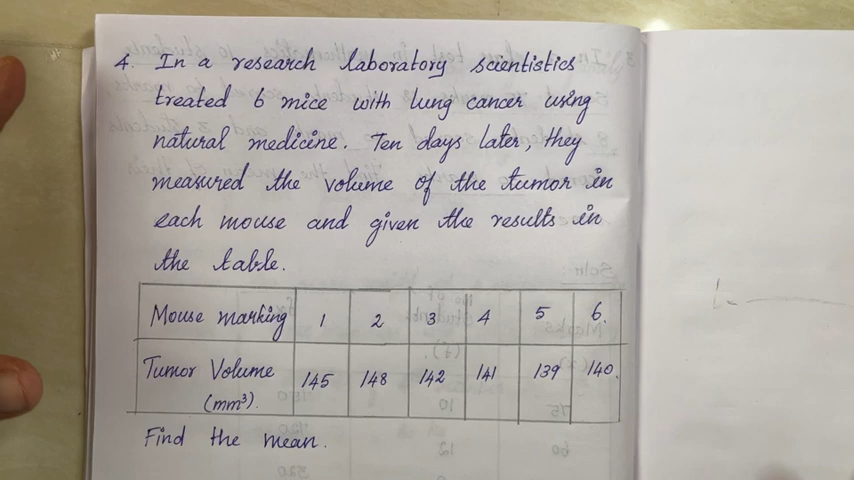 4. In a research laboratory scientistics
treated 6 mice with lung cancer using
natural medicine. Ten days later, they
measured the volume of the tumor in
each mouse and given the results in
the table.
Mouse marking 1 2 3 4 5 6.
Tumor Volume (mm³). 145 148 142 141 139 140.
Find the mean.